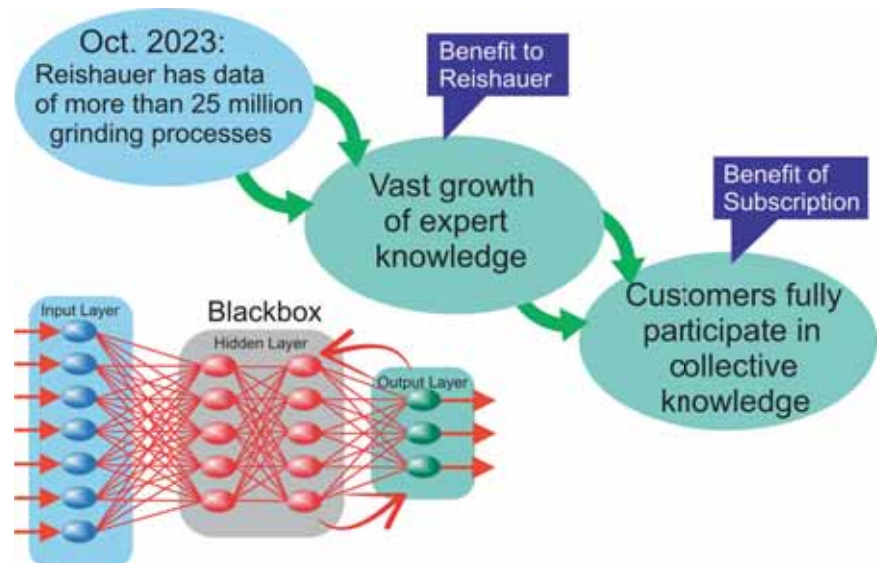 Oct. 2023:
Reishauer has data
of more than 25 million
grinding processes
Benefit to
Reishauer
Vast growth
of expert
knowledge
Benefit of
Subscription
Customers fully
participate in
collective
knowledge
Input Layer
Blackbox
Hidden Layer
Output Layer